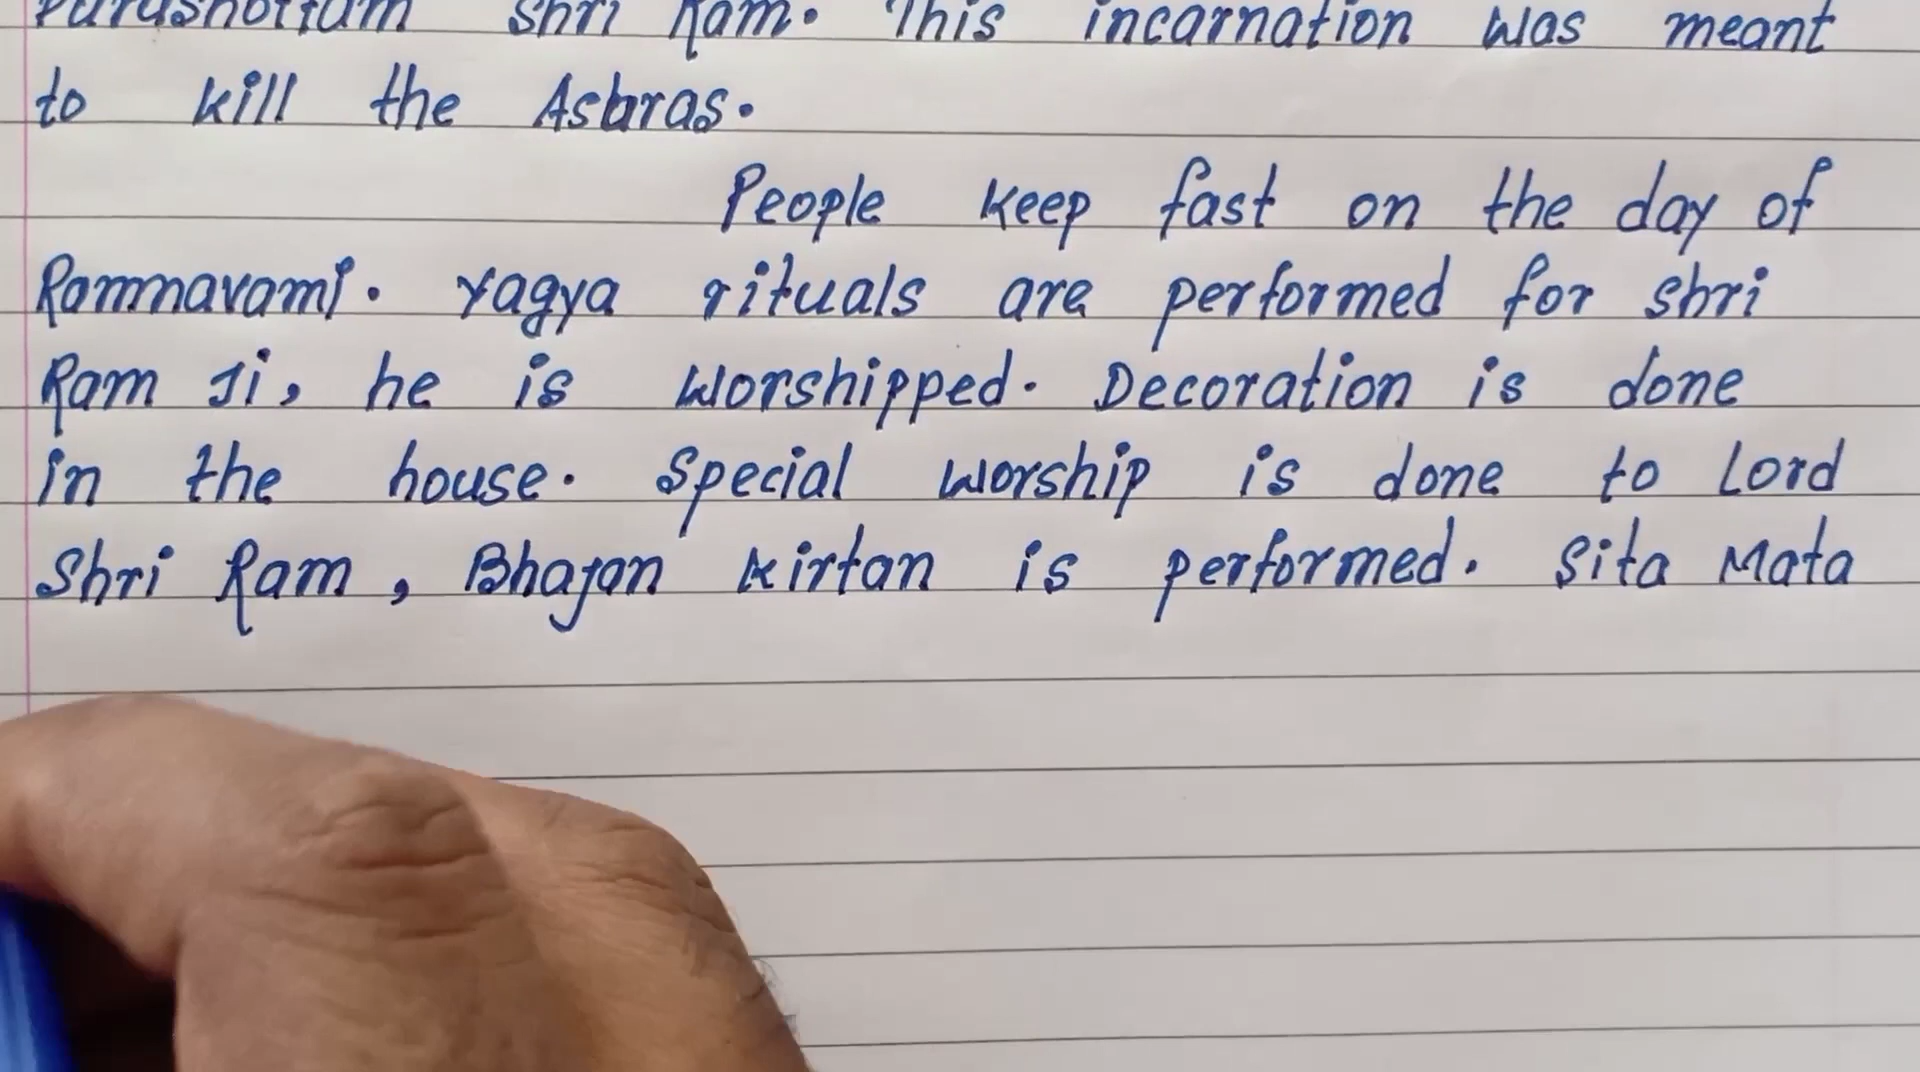 Purushottam Shri Ram. This incarnation was meant
to kill the Asuras.
People keep fast on the day of
Ramnavami. Yagya rituals are performed for Shri
Ram Ji, he is worshipped. Decoration is done
in the house. Special worship is done to Lord
Shri Ram, Bhajan kirtan is performed. Sita Mata